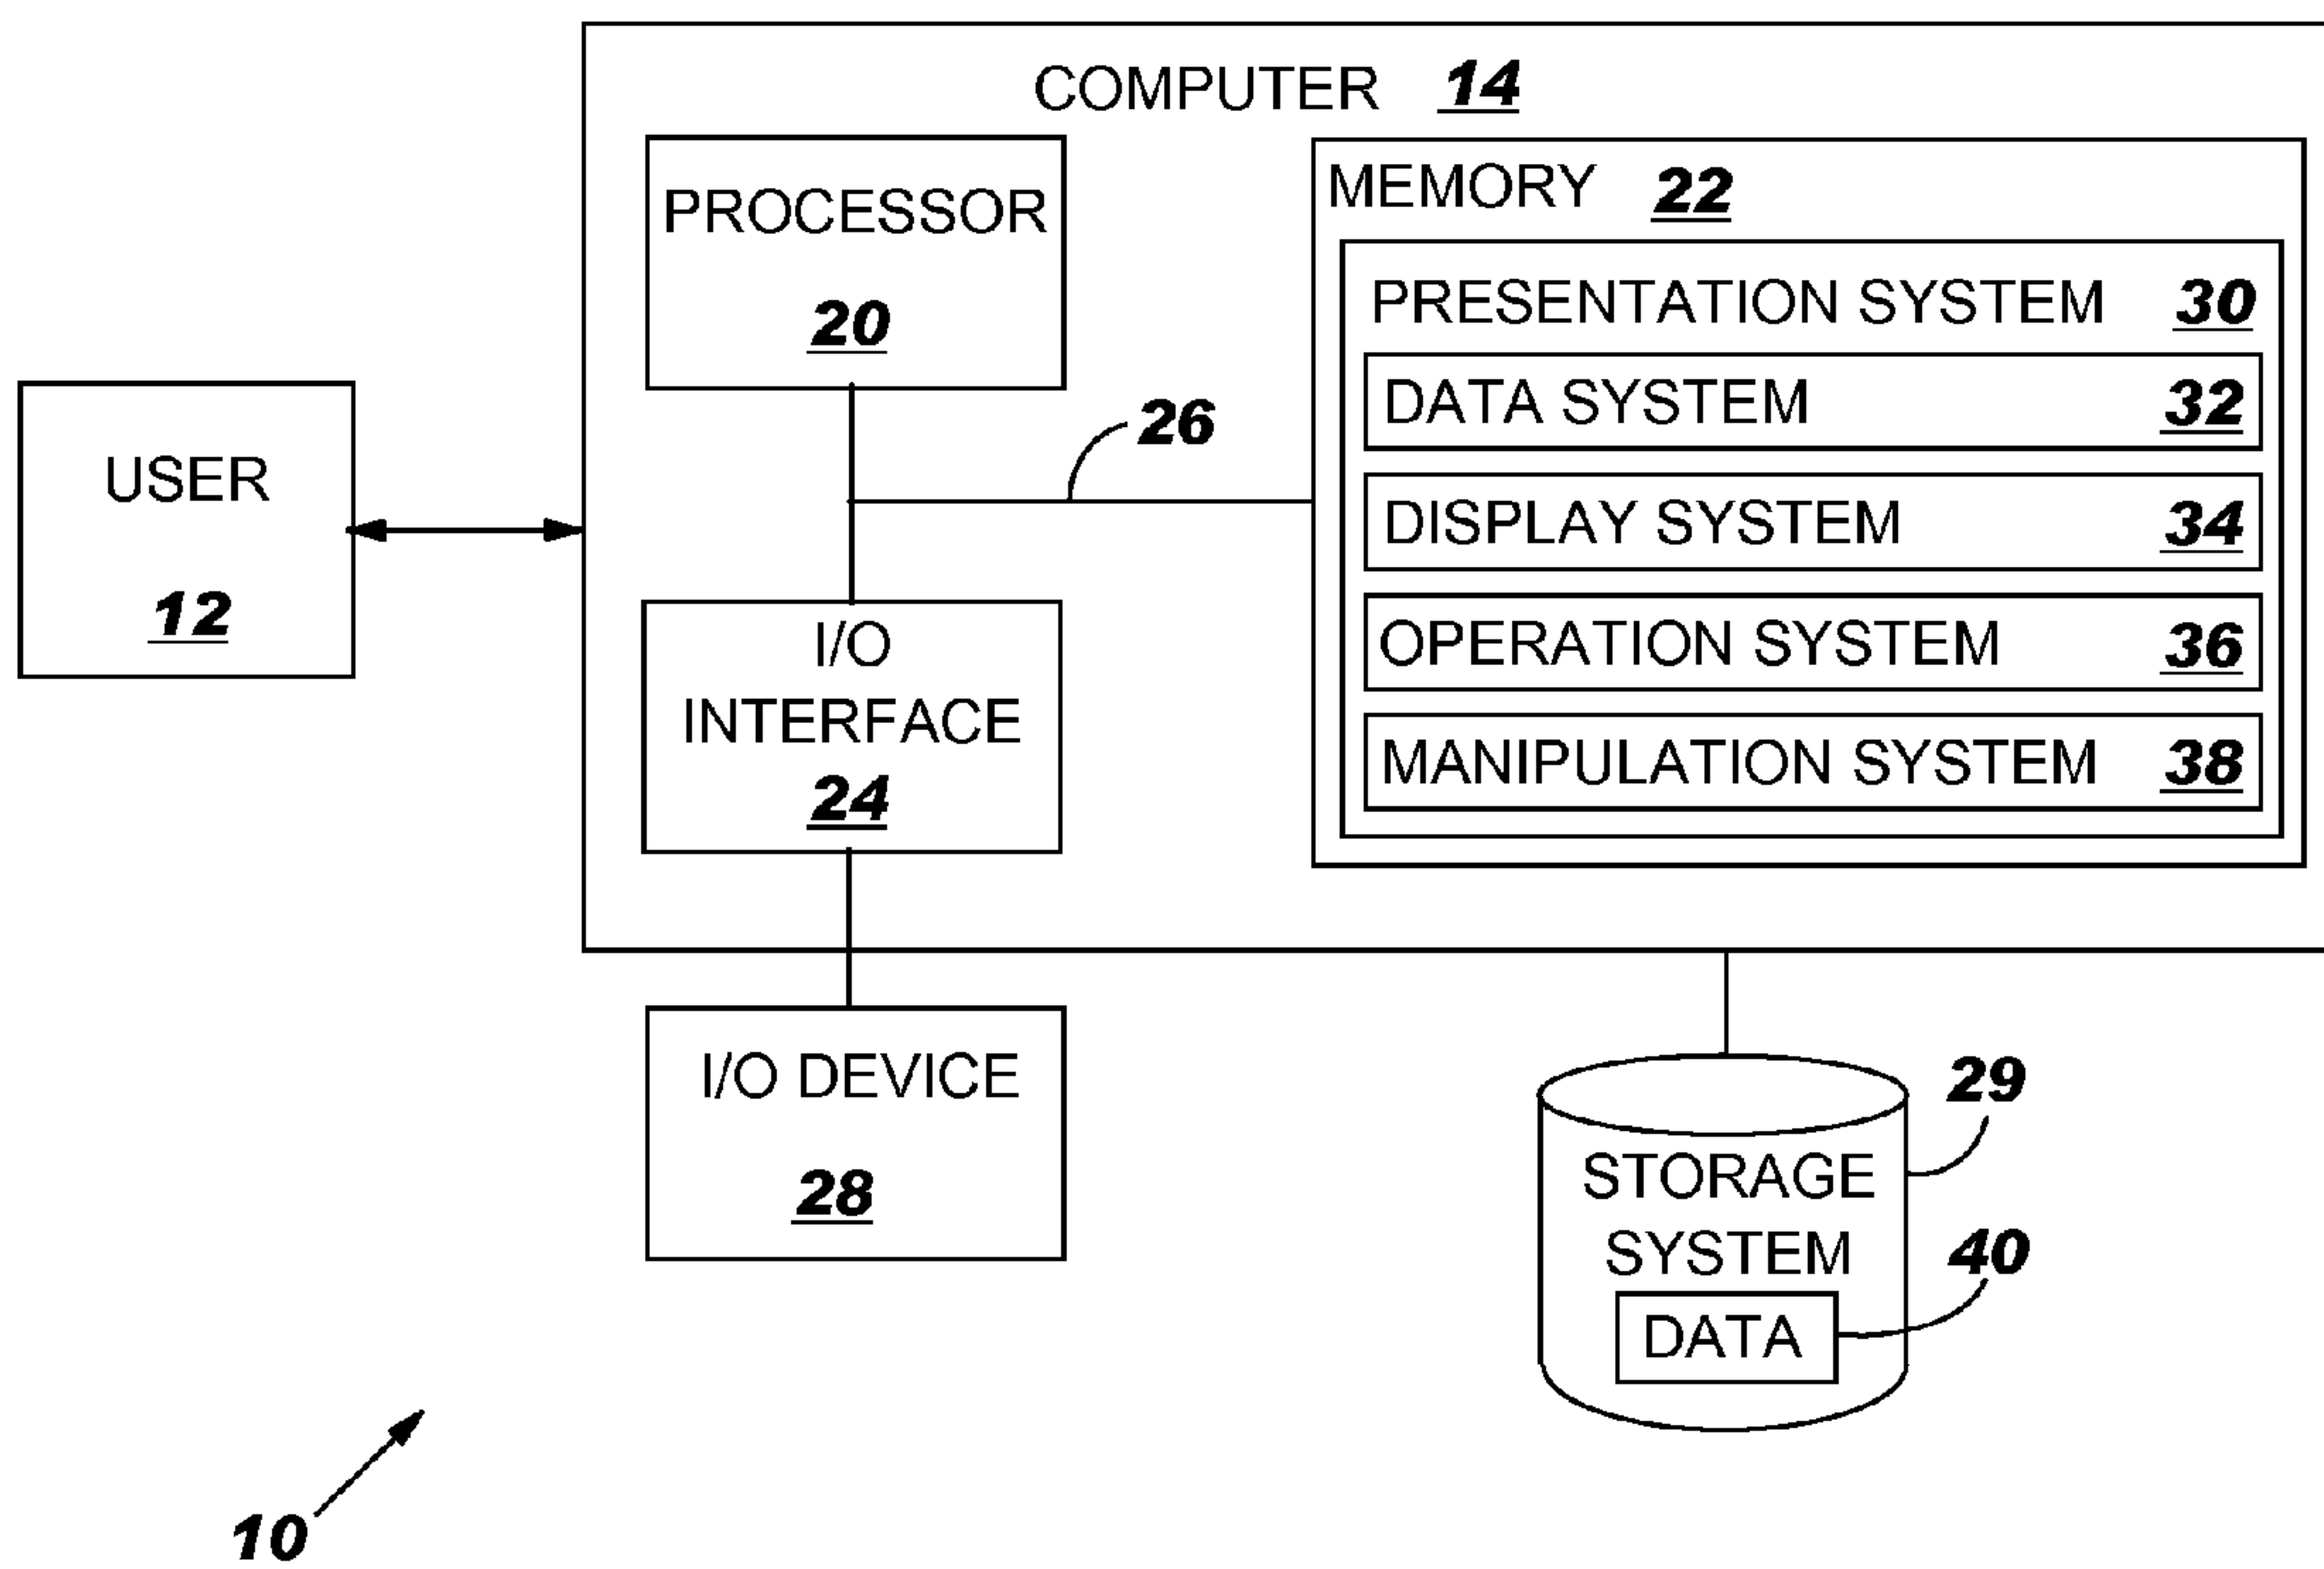 COMPUTER 14
PROCESSOR
20
MEMORY 22
PRESENTATION SYSTEM 30
DATA SYSTEM 32
DISPLAY SYSTEM 34
OPERATION SYSTEM 36
MANIPULATION SYSTEM 38
26
USER
12
I/O
INTERFACE
24
I/O DEVICE
28
29
STORAGE
SYSTEM
40
DATA
10